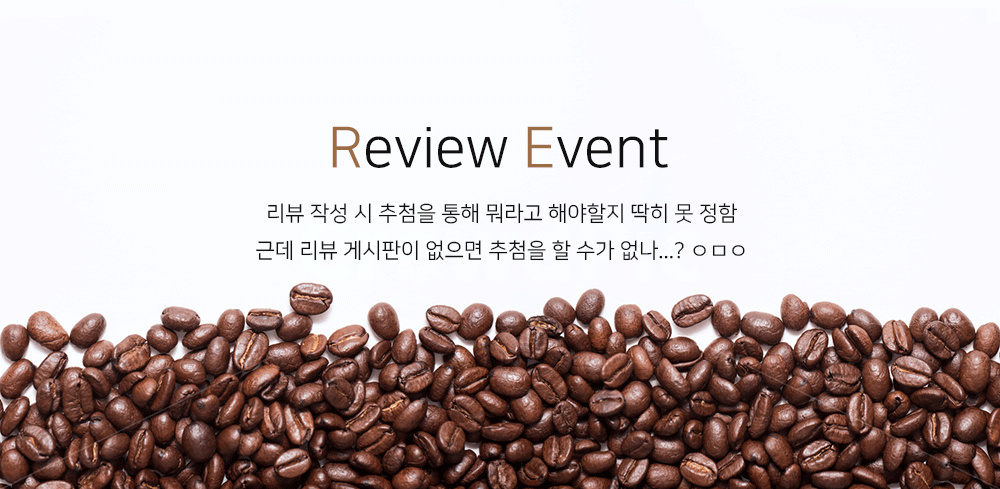 Review Event
리뷰 작성 시 추첨을 통해 뭐라고 해야할지 딱히 못 정함
근데 리뷰 게시판이 없으면 추첨을 할 수가 없나...? ㅇㅁㅇ